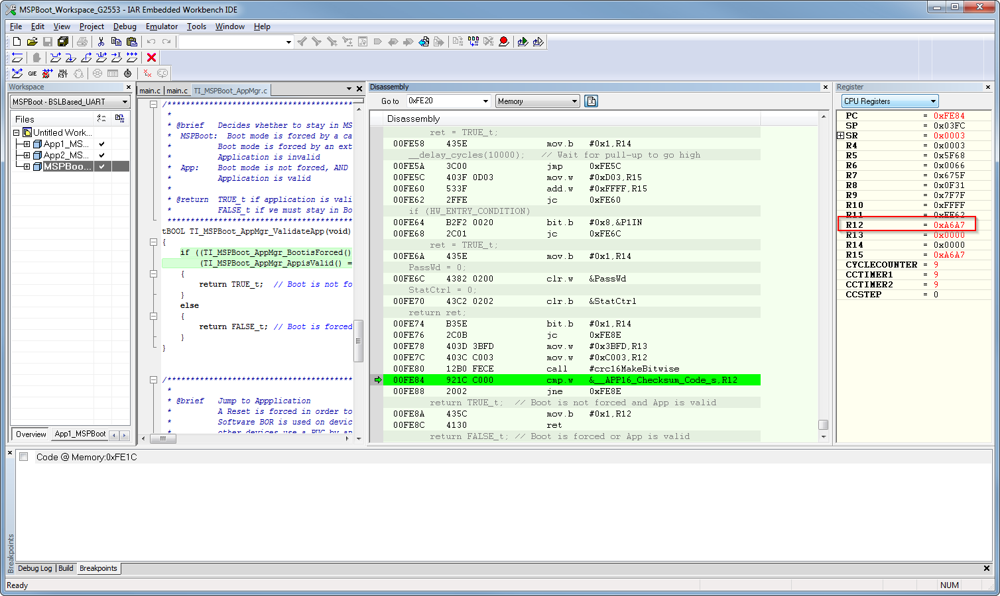 MSPBoot_Workspace_G2553 - IAR Embedded Workbench IDE
File Edit View Project Debug Emulator Tools Window Help
GIE HW RST
Workspace
MSPBoot - BSLBased_UART
Files
Untitled Work...
App1_MS...
App2_MS...
MSPBoo...
Overview App1_MSPBoot
main.c main.c TI_MSPBoot_AppMgr.c
/****************************************
*
* @brief Decides whether to stay in MS
* MSPBoot: Boot mode is forced by a ca
* Boot mode is forced by an ext
* Application is invalid
* App: Boot mode is not forced, AND
* Application is valid
*
* @return TRUE_t if application is vali
* FALSE_t if we must stay in Bo
****************************************
tBOOL TI_MSPBoot_AppMgr_ValidateApp(void)
{
if ((TI_MSPBoot_AppMgr_BootisForced()
(TI_MSPBoot_AppMgr_AppisValid() =
{
return TRUE_t; // Boot is not fo
}
else
{
return FALSE_t; // Boot is forced
}
}
/****************************************
*
* @brief Jump to Appplication
* A Reset is forced in order to
* Software BOR is used on devic
* other devices use a PUC by an
Disassembly
Go to 0xFE20 Memory
Disassembly
ret = TRUE_t;
00FE58 435E mov.b #0x1,R14
__delay_cycles(10000); // Wait for pull-up to go high
00FE5A 3C00 jmp 0xFE5C
00FE5C 403F 0D03 mov.w #0xD03,R15
00FE60 533F add.w #0xFFFF,R15
00FE62 2FFE jc 0xFE60
if (HW_ENTRY_CONDITION)
00FE64 B2F2 0020 bit.b #0x8,&P1IN
00FE68 2C01 jc 0xFE6C
ret = TRUE_t;
00FE6A 435E mov.b #0x1,R14
PassWd = 0;
00FE6C 4382 0200 clr.w &PassWd
StatCtrl = 0;
00FE70 43C2 0202 clr.b &StatCtrl
return ret;
00FE74 B35E bit.b #0x1,R14
00FE76 2C0B jc 0xFE8E
00FE78 403D 3BFD mov.w #0x3BFD,R13
00FE7C 403C C003 mov.w #0xC003,R12
00FE80 12B0 FECE call #crc16MakeBitwise
00FE84 921C C000 cmp.w &__APP16_Checksum_Code_s,R12
00FE88 2002 jne 0xFE8E
return TRUE_t; // Boot is not forced and App is valid
00FE8A 435C mov.b #0x1,R12
00FE8C 4130 ret
return FALSE_t; // Boot is forced or App is valid
Register
CPU Registers
PC = 0xFE84
SP = 0x03FC
SR = 0x0003
R4 = 0x0003
R5 = 0x5F68
R6 = 0x0066
R7 = 0x675F
R8 = 0x0F31
R9 = 0x7F7F
R10 = 0xFFFF
R11 = 0xFE62
R12 = 0xA6A7
R13 = 0x0000
R14 = 0x0000
R15 = 0xA6A7
CYCLECOUNTER = 9
CCTIMER1 = 9
CCTIMER2 = 9
CCSTEP = 0
Code @ Memory:0xFE1C
Breakpoints
Debug Log Build Breakpoints
Ready NUM